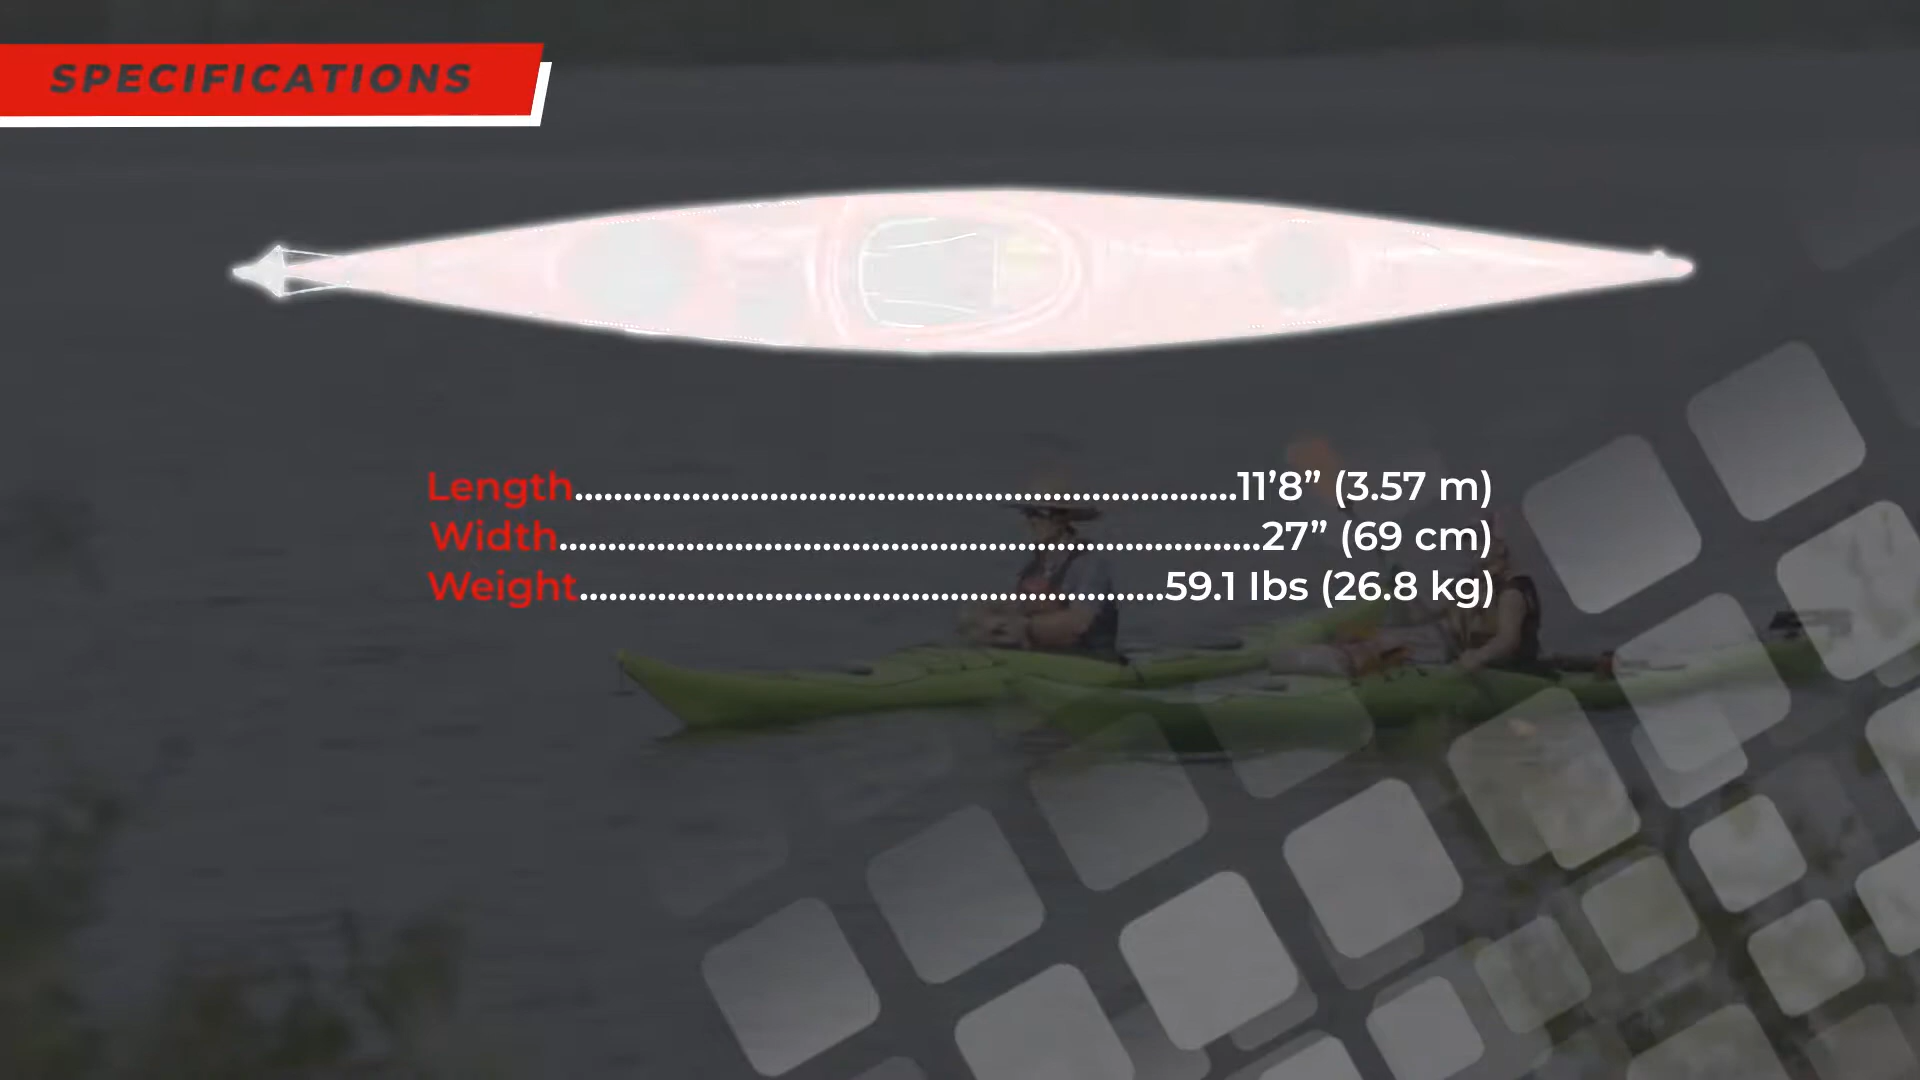 SPECIFICATIONS
Length..........................................................11’8” (3.57 m)
Width..............................................................27” (69 cm)
Weight....................................................59.1 lbs (26.8 kg)